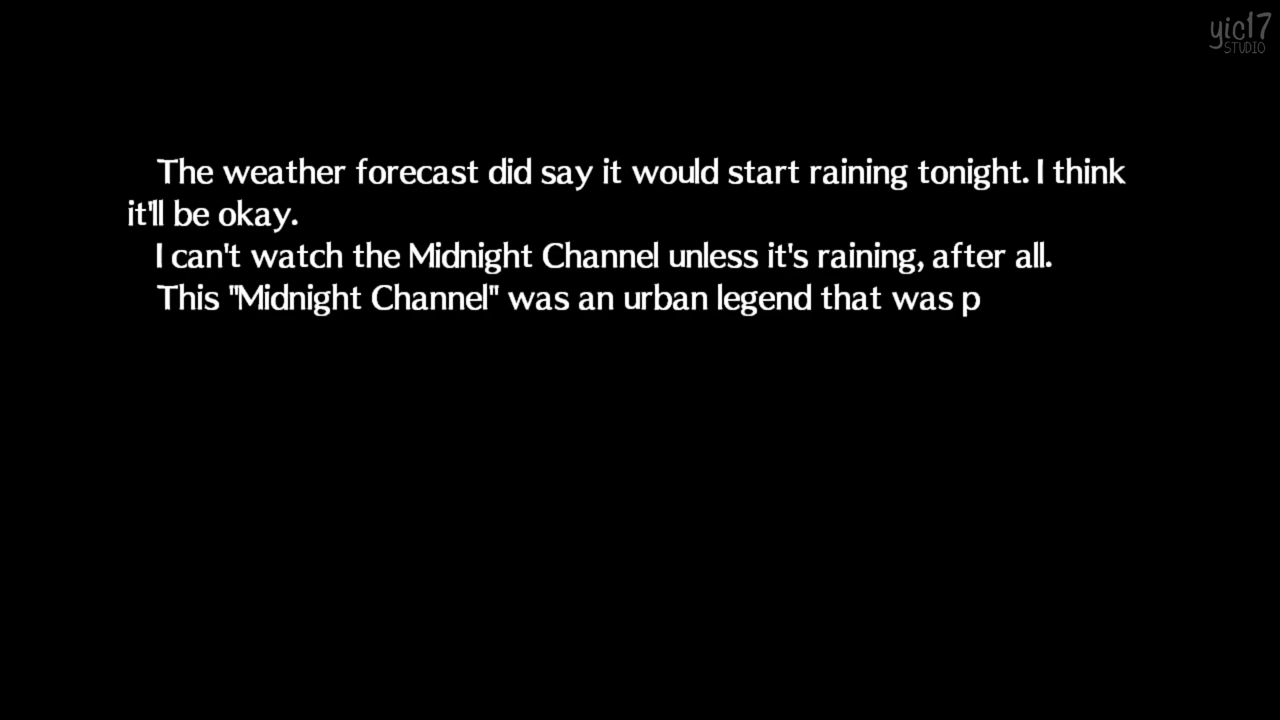 yic17
STUDIO
The weather forecast did say it would start raining tonight. I think
it'll be okay.
I can't watch the Midnight Channel unless it's raining, after all.
This "Midnight Channel" was an urban legend that was p